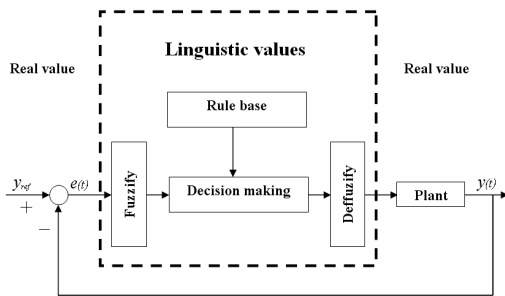 Linguistic values
Real value
Real value
Rule base
y_ref
+
−
e(t)
Fuzzify
Decision making
Deffuzify
Plant
y(t)